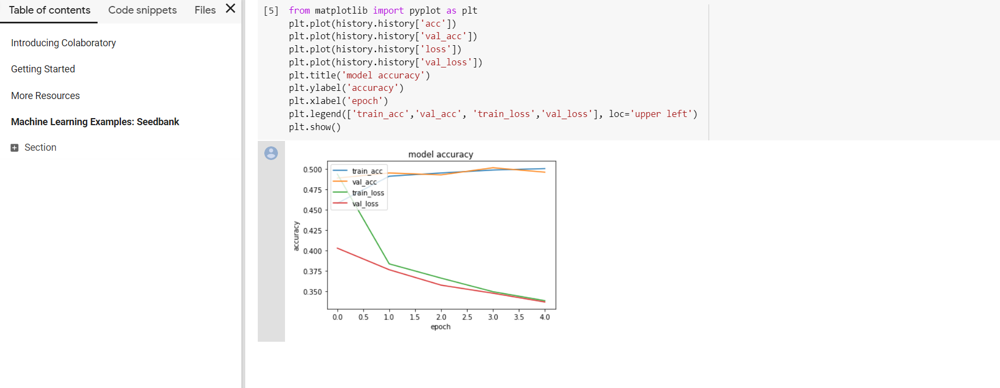 Table of contents Code snippets Files
Introducing Colaboratory
Getting Started
More Resources
Machine Learning Examples: Seedbank
Section
[5] from matplotlib import pyplot as plt
plt.plot(history.history['acc'])
plt.plot(history.history['val_acc'])
plt.plot(history.history['loss'])
plt.plot(history.history['val_loss'])
plt.title('model accuracy')
plt.ylabel('accuracy')
plt.xlabel('epoch')
plt.legend(['train_acc','val_acc', 'train_loss','val_loss'], loc='upper left')
plt.show()
model accuracy
train_acc
val_acc
train_loss
val_loss
0.500
0.475
0.450
0.425
0.400
0.375
0.350
accuracy
0.0 0.5 1.0 1.5 2.0 2.5 3.0 3.5 4.0
epoch